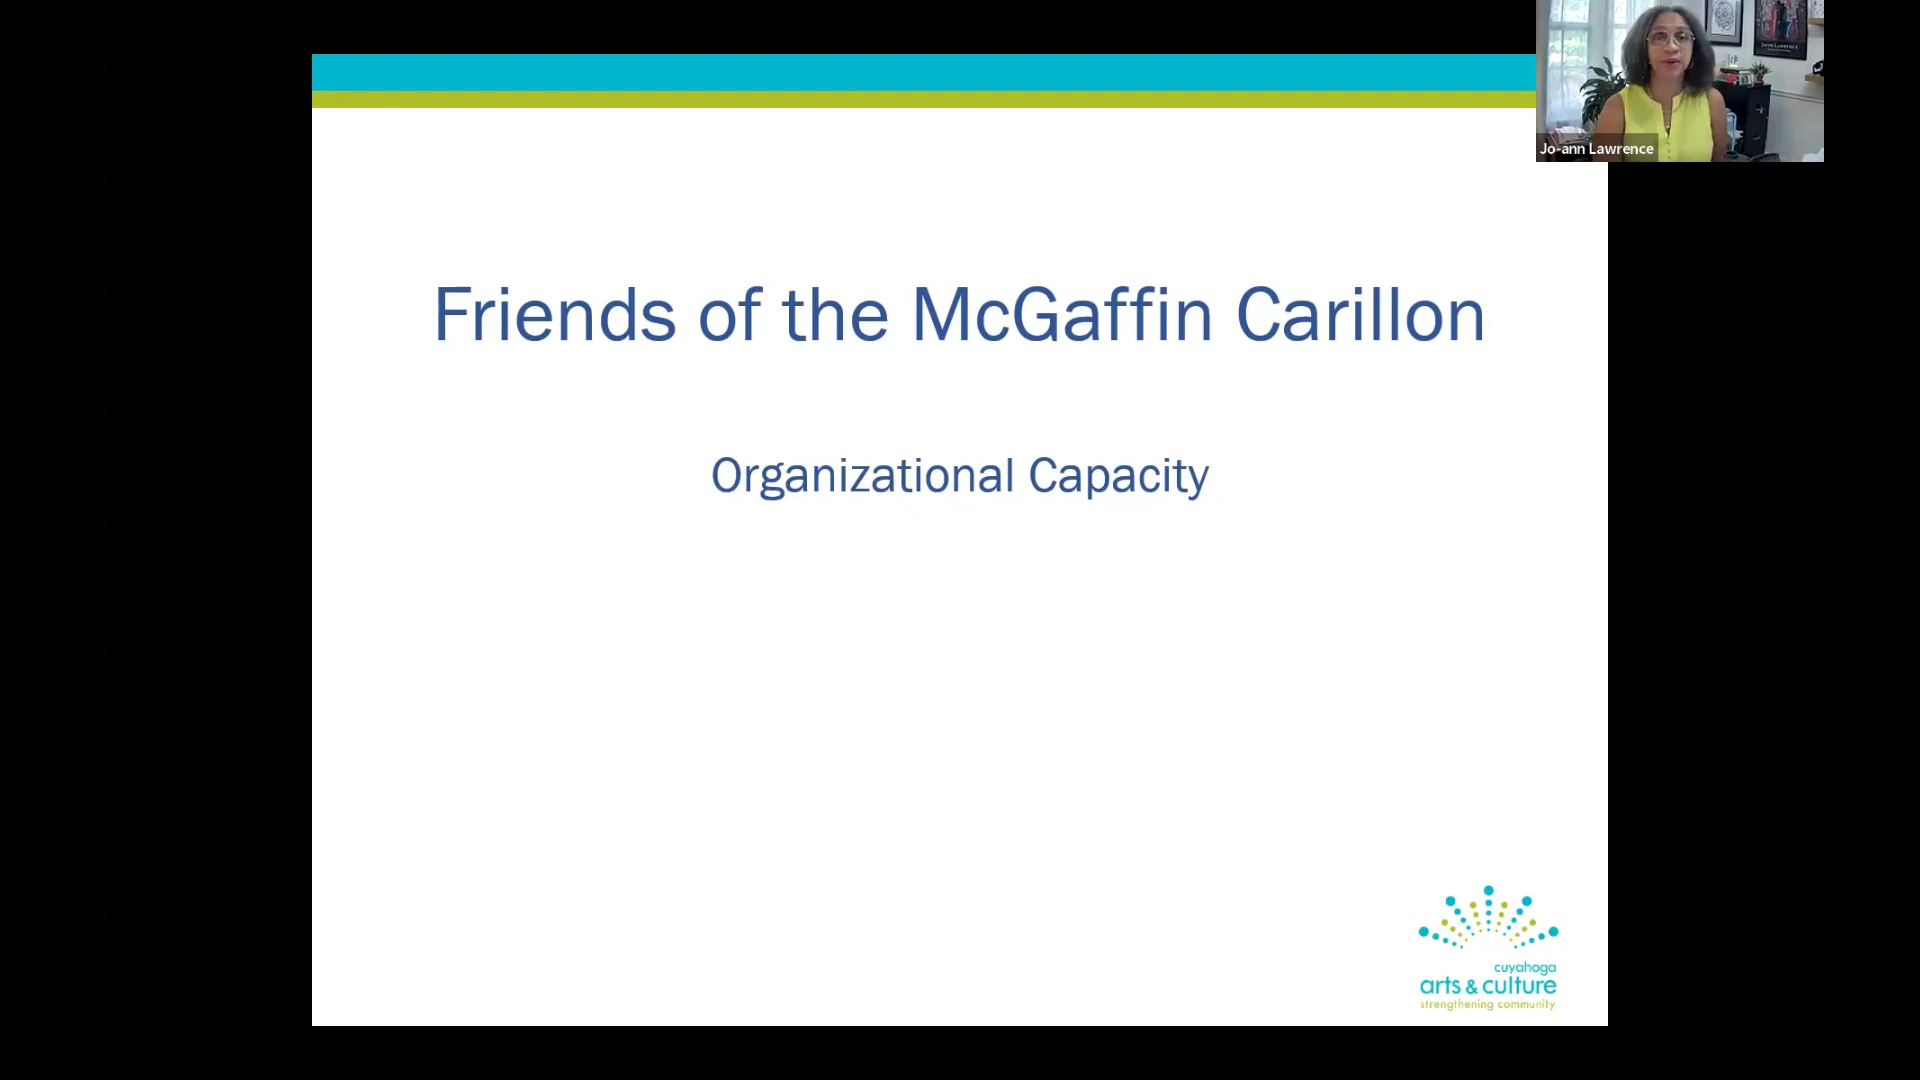 Jo-ann Lawrence
Friends of the McGaffin Carillon
Organizational Capacity
cuyahoga
arts & culture
strengthening community